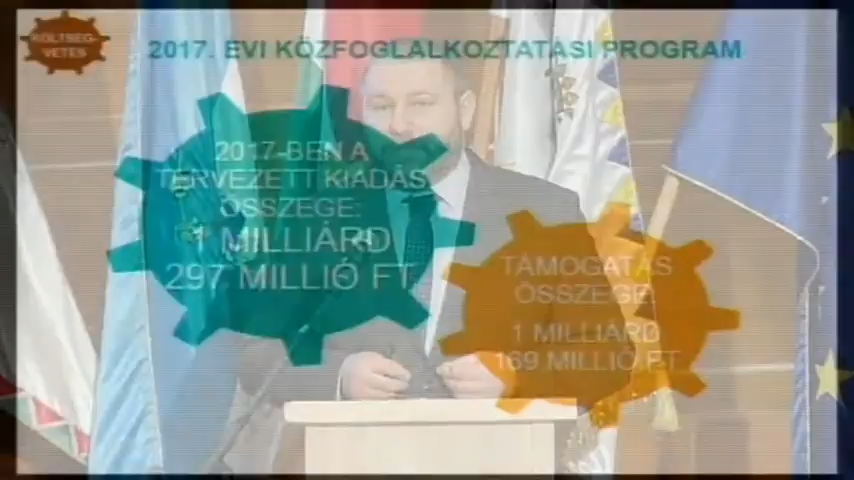 KÖLTSÉG-
VETÉS
2017. ÉVI KÖZFOGLALKOZTATÁSI PROGRAM
2017-BEN A
TERVEZETT KIADÁS
ÖSSZEGE:
1 MILLIÁRD
297 MILLIÓ FT
TÁMOGATÁS
ÖSSZEGE:
1 MILLIÁRD
169 MILLIÓ FT